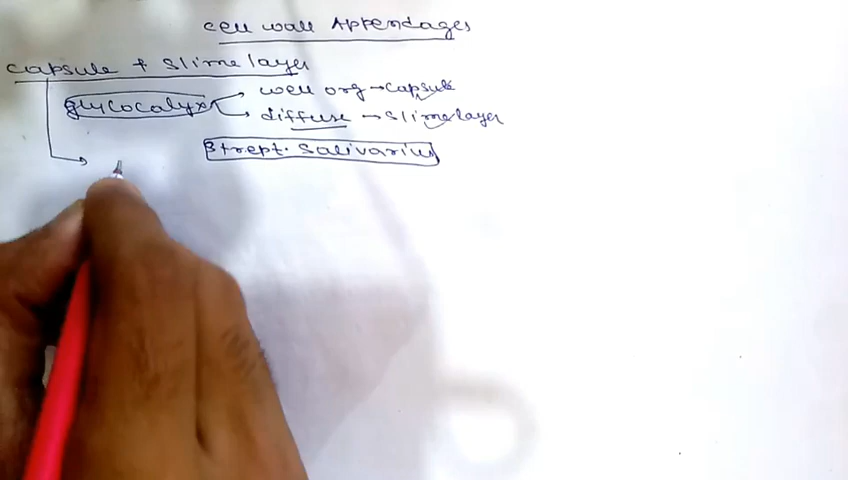 cell wall Appendages
capsule + slime layer
glycocalyx
well org → capsule
diffuse → slime layer
Strept. salivarius